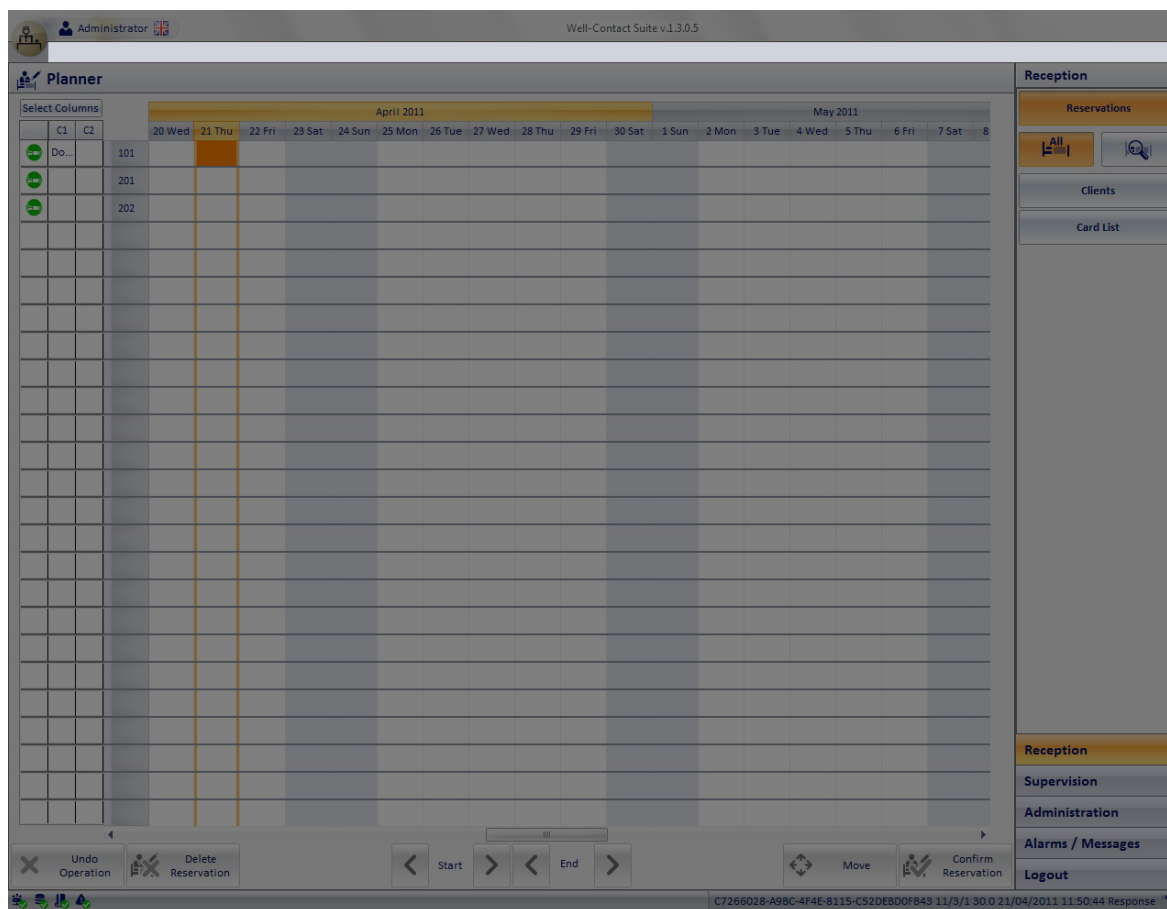 Administrator
Well-Contact Suite v.1.3.0.5
Planner
Reception
Select Columns
April 2011
May 2011
Reservations
C1 C2
20 Wed 21 Thu 22 Fri 23 Sat 24 Sun 25 Mon 26 Tue 27 Wed 28 Thu 29 Fri 30 Sat 1 Sun 2 Mon 3 Tue 4 Wed 5 Thu 6 Fri 7 Sat 8
Do... 101
All
201
Clients
202
Card List
Reception
Supervision
Administration
Alarms / Messages
Logout
Undo
Operation
Delete
Reservation
Start
End
Move
Confirm
Reservation
C7266028-A9BC-4F4E-8115-C52DEBD0FB43 11/3/1 30.0 21/04/2011 11:50:44 Response